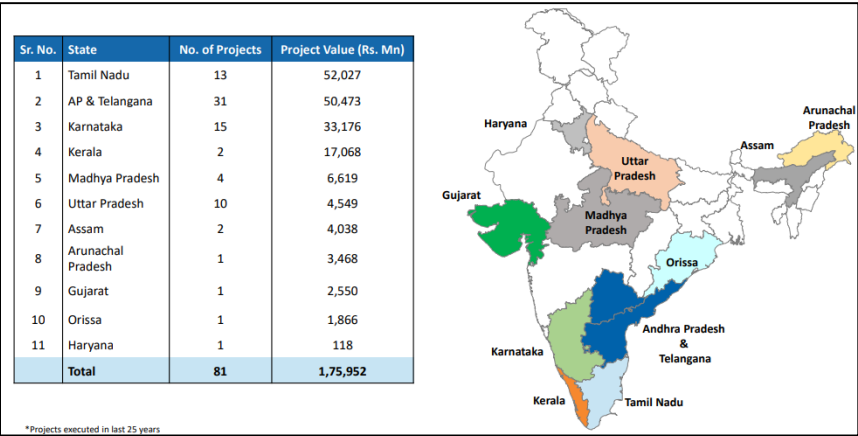 Sr. No. State No. of Projects Project Value (Rs. Mn)
1 Tamil Nadu 13 52,027
2 AP & Telangana 31 50,473
3 Karnataka 15 33,176
4 Kerala 2 17,068
5 Madhya Pradesh 4 6,619
6 Uttar Pradesh 10 4,549
7 Assam 2 4,038
8 Arunachal Pradesh 1 3,468
9 Gujarat 1 2,550
10 Orissa 1 1,866
11 Haryana 1 118
Total 81 1,75,952
*Projects executed in last 25 years
Haryana
Arunachal
Pradesh
Assam
Uttar
Pradesh
Gujarat
Madhya
Pradesh
Orissa
Andhra Pradesh
&
Telangana
Karnataka
Kerala
Tamil Nadu